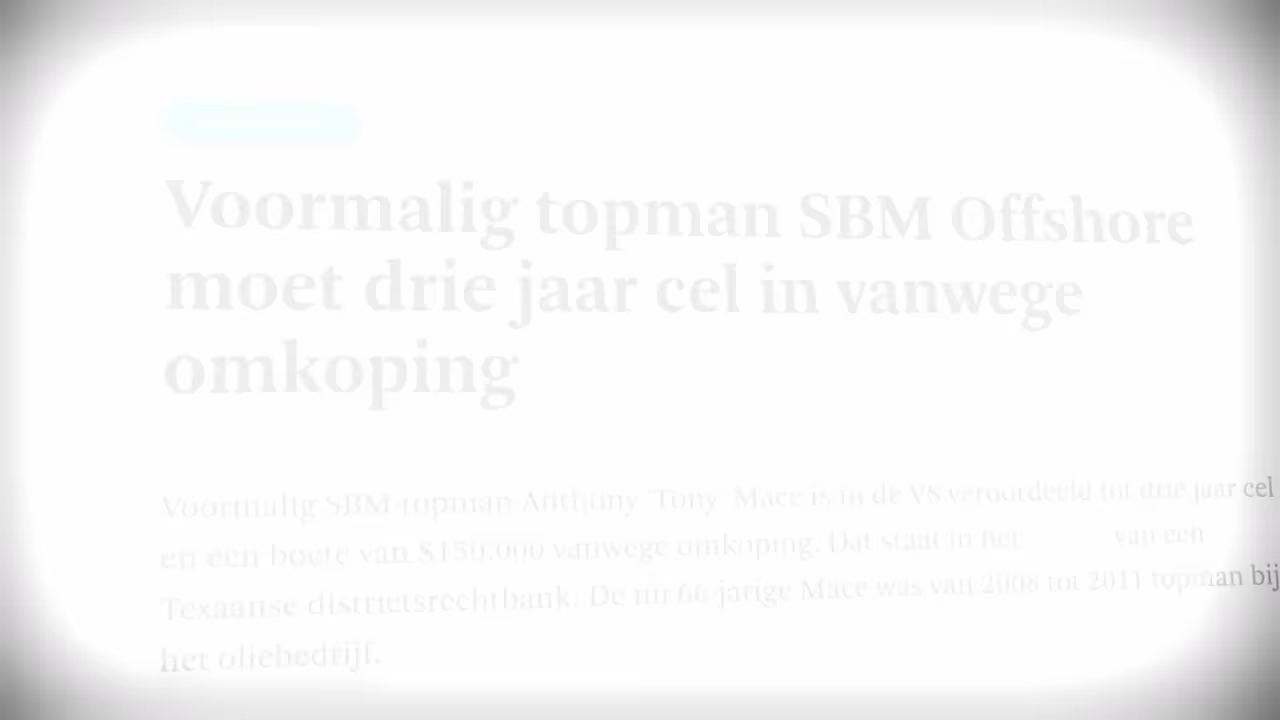 Voormalig topman SBM Offshore
moet drie jaar cel in vanwege
omkoping
Voormalig SBM-topman Anthony 'Tony' Mace is in de VS veroordeeld tot drie jaar cel
en een boete van $150.000 vanwege omkoping. Dat staat in het van een
Texaanse districtsrechtbank. De nu 66-jarige Mace was van 2008 tot 2011 topman bij
het oliebedrijf.